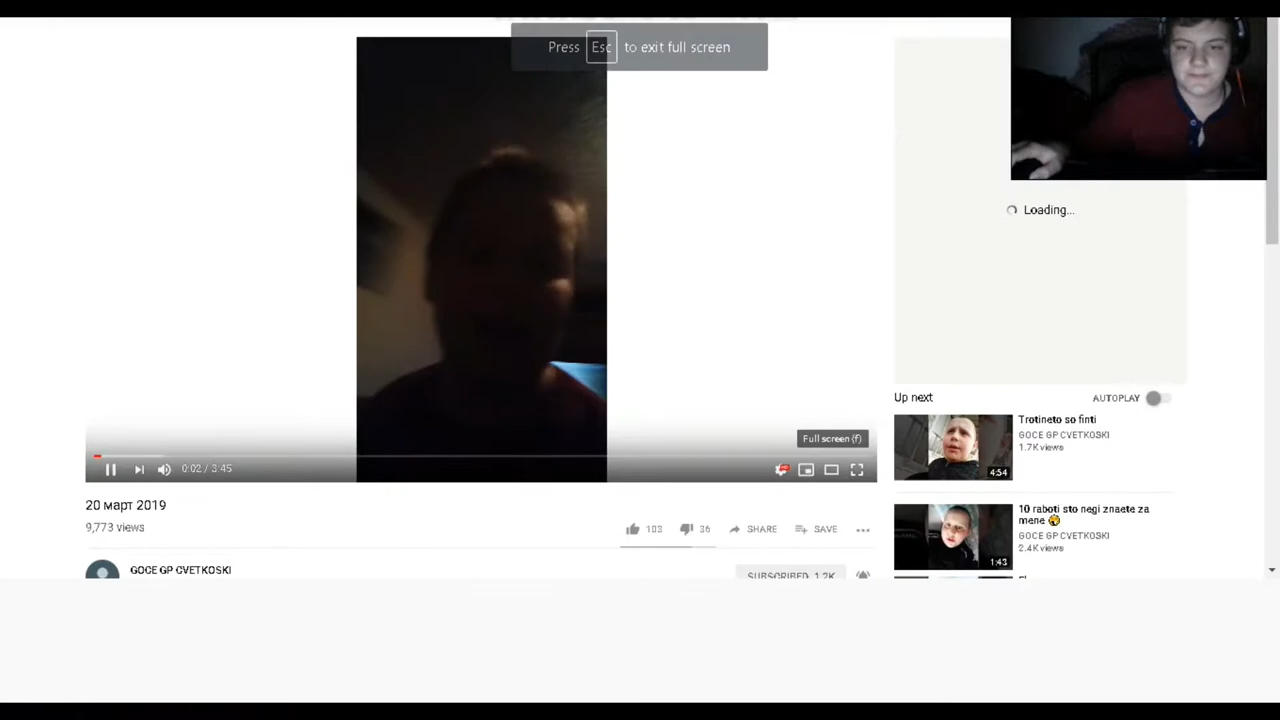 Press Esc to exit full screen
Loading...
Full screen (f)
0:02 / 3:45
20 март 2019
9,773 views
103
36
SHARE
SAVE
GOCE GP CVETKOSKI
SUBSCRIBED 1.2K
Up next
AUTOPLAY
Trotineto so finti
GOCE GP CVETKOSKI
1.7K views
4:54
10 raboti sto negi znaete za
mene
GOCE GP CVETKOSKI
2.4K views
1:43